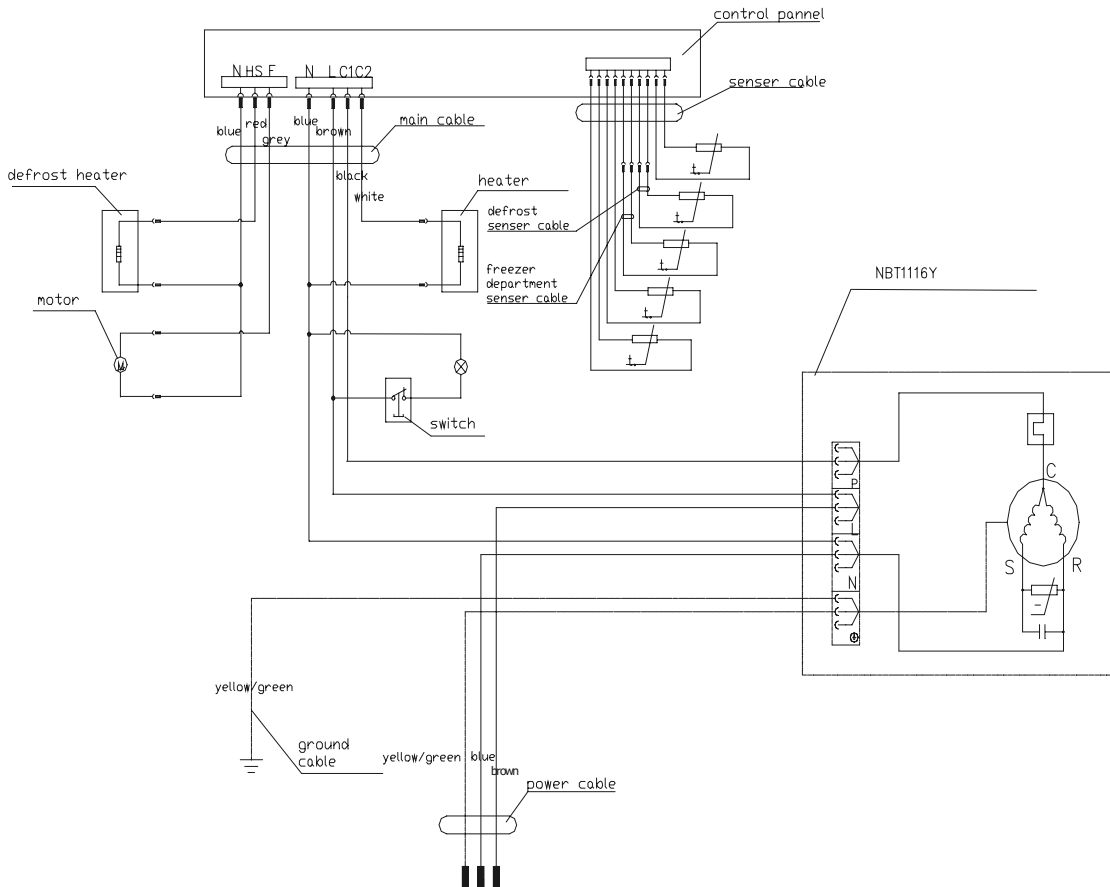 control pannel
N HS F
N L C1 C2
senser cable
blue
red
grey
blue
brown
main cable
black
white
defrost heater
heater
defrost
senser cable
freezer
department
senser cable
t.
t.
t.
t.
t.
motor
M
switch
NBT1116Y
P
L
N
C
S
R
yellow/green
ground
cable
yellow/green
blue
brown
power cable